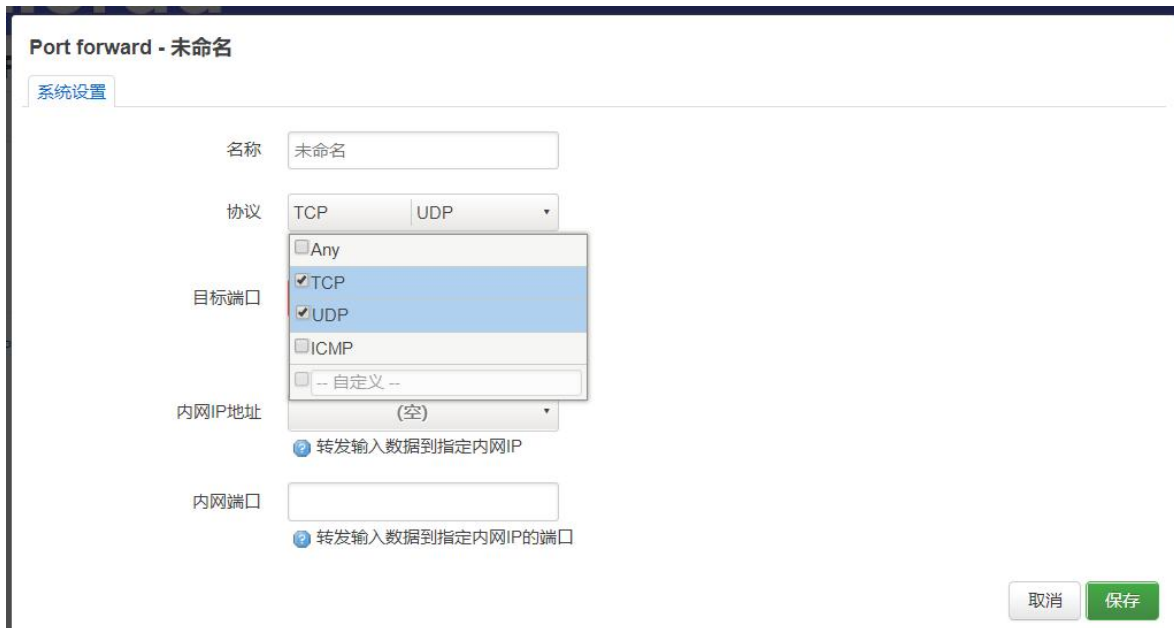 Port forward - 未命名
系统设置
名称 未命名
协议 TCP UDP
Any
TCP
目标端口
UDP
ICMP
-- 自定义 --
内网IP地址 (空)
转发输入数据到指定内网IP
内网端口
转发输入数据到指定内网IP的端口
取消 保存